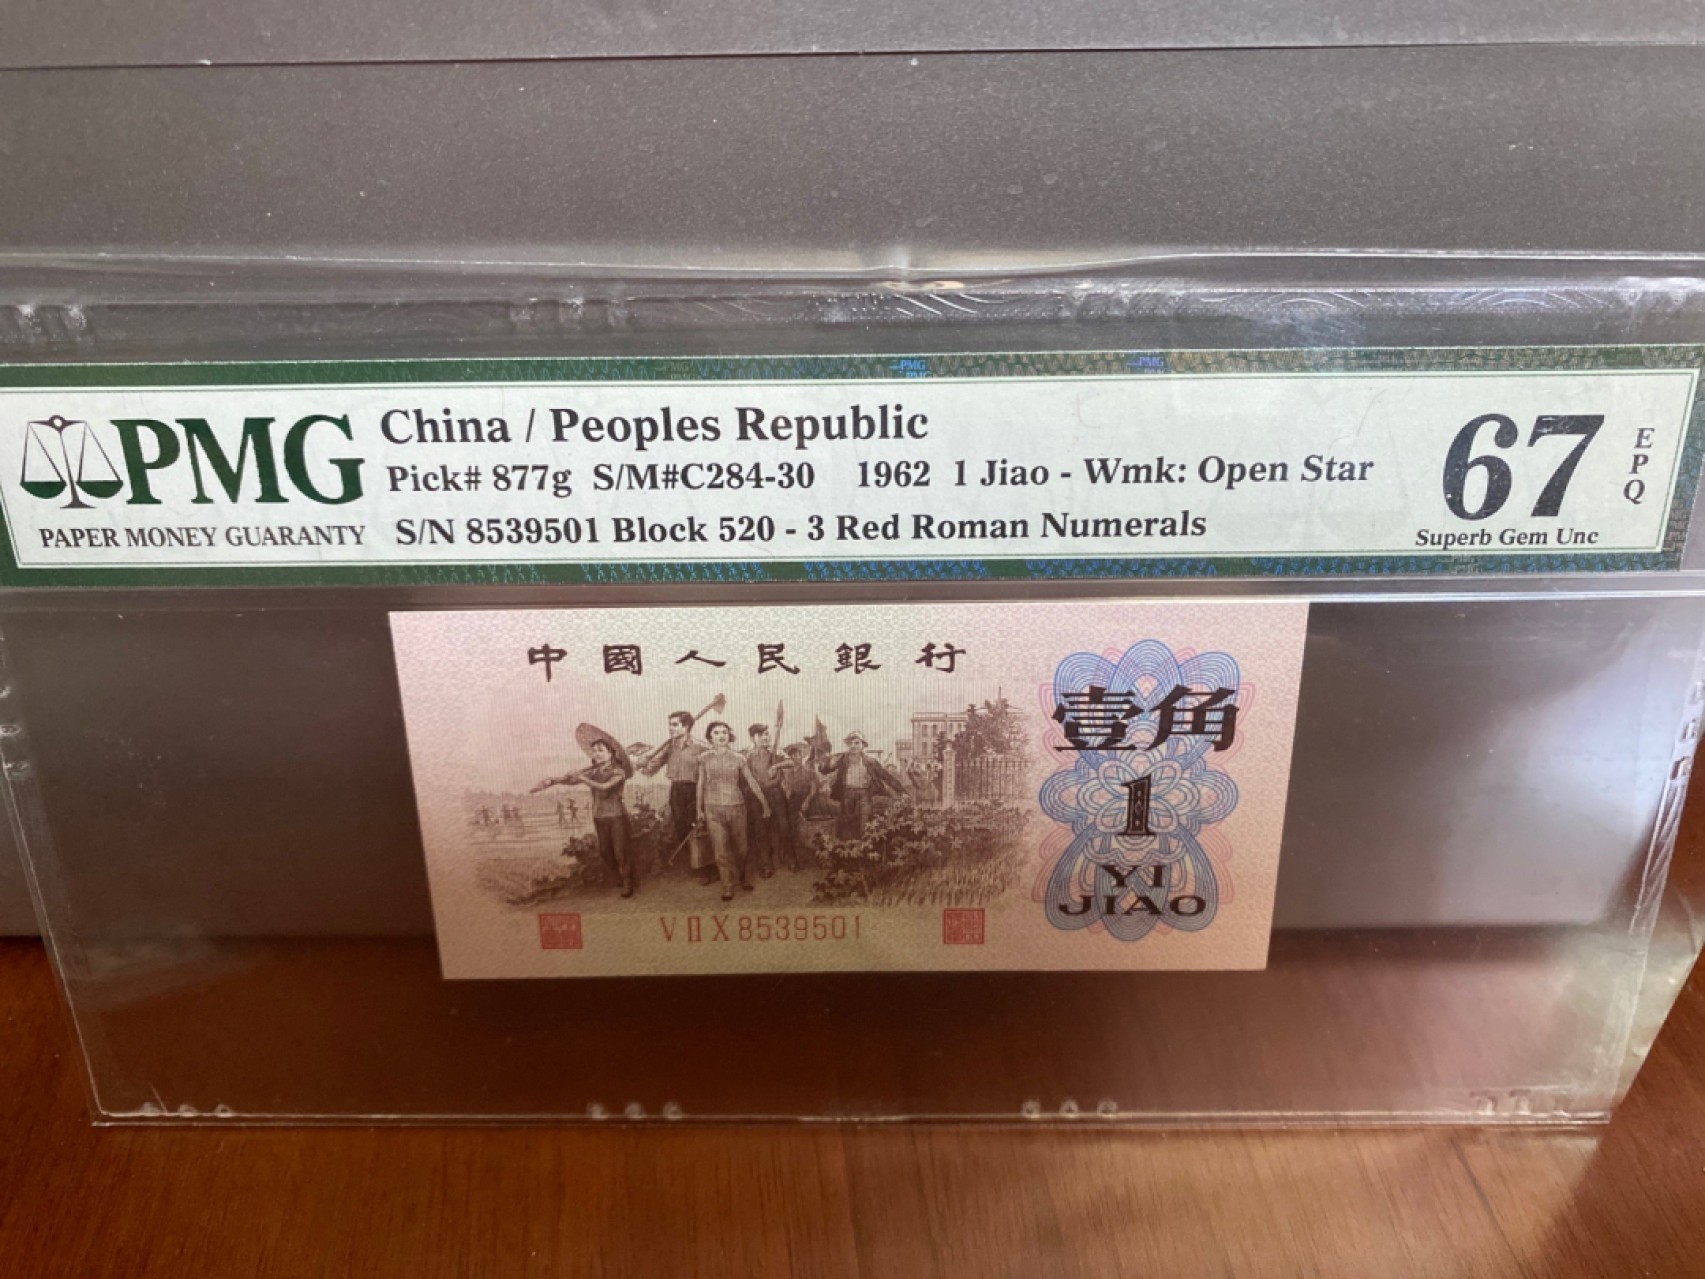 PMG
PAPER MONEY GUARANTY
China / Peoples Republic
Pick# 877g S/M#C284-30 1962 1 Jiao - Wmk: Open Star
S/N 8539501 Block 520 - 3 Red Roman Numerals
67
EPQ
Superb Gem Unc
中國人民銀行
壹角
1
YI
JIAO
V II X 8539501